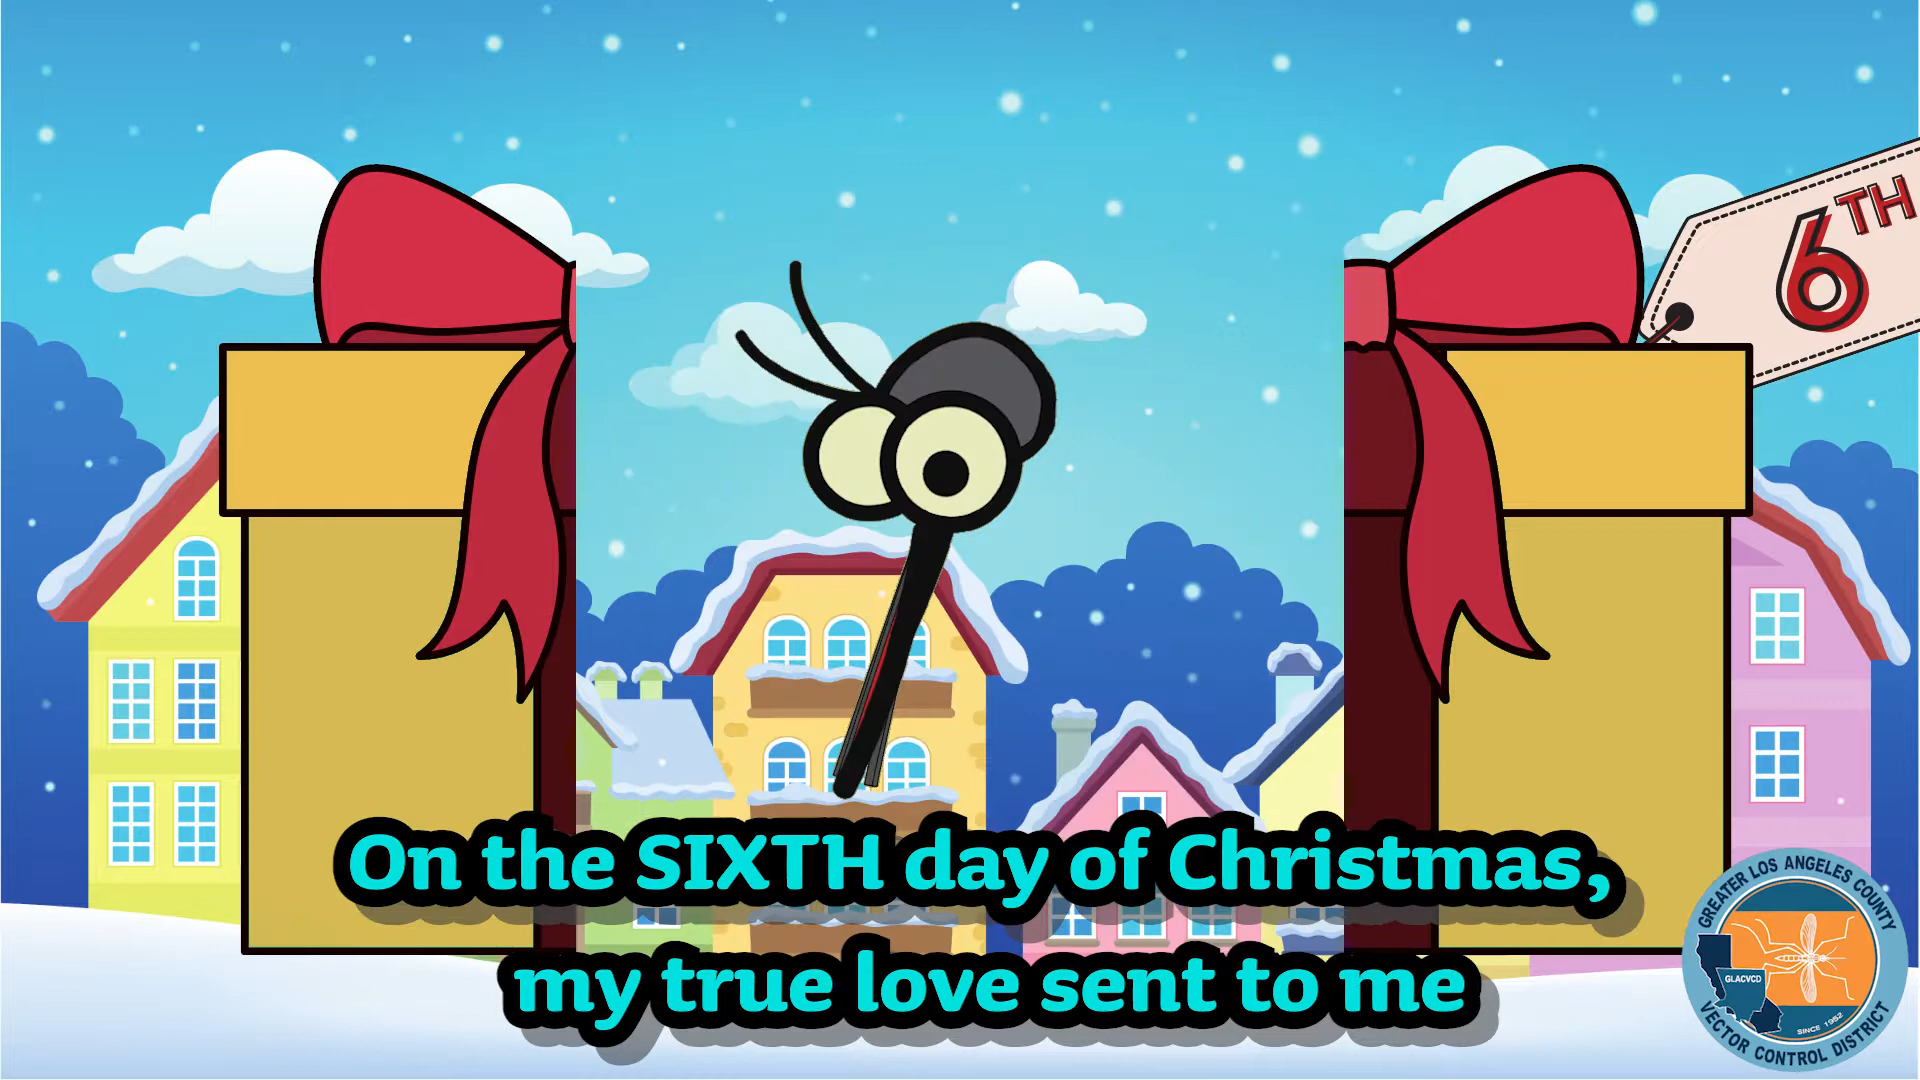 6TH
On the SIXTH day of Christmas,
my true love sent to me
GREATER LOS ANGELES COUNTY
GLACVCD
SINCE 1952
VECTOR CONTROL DISTRICT